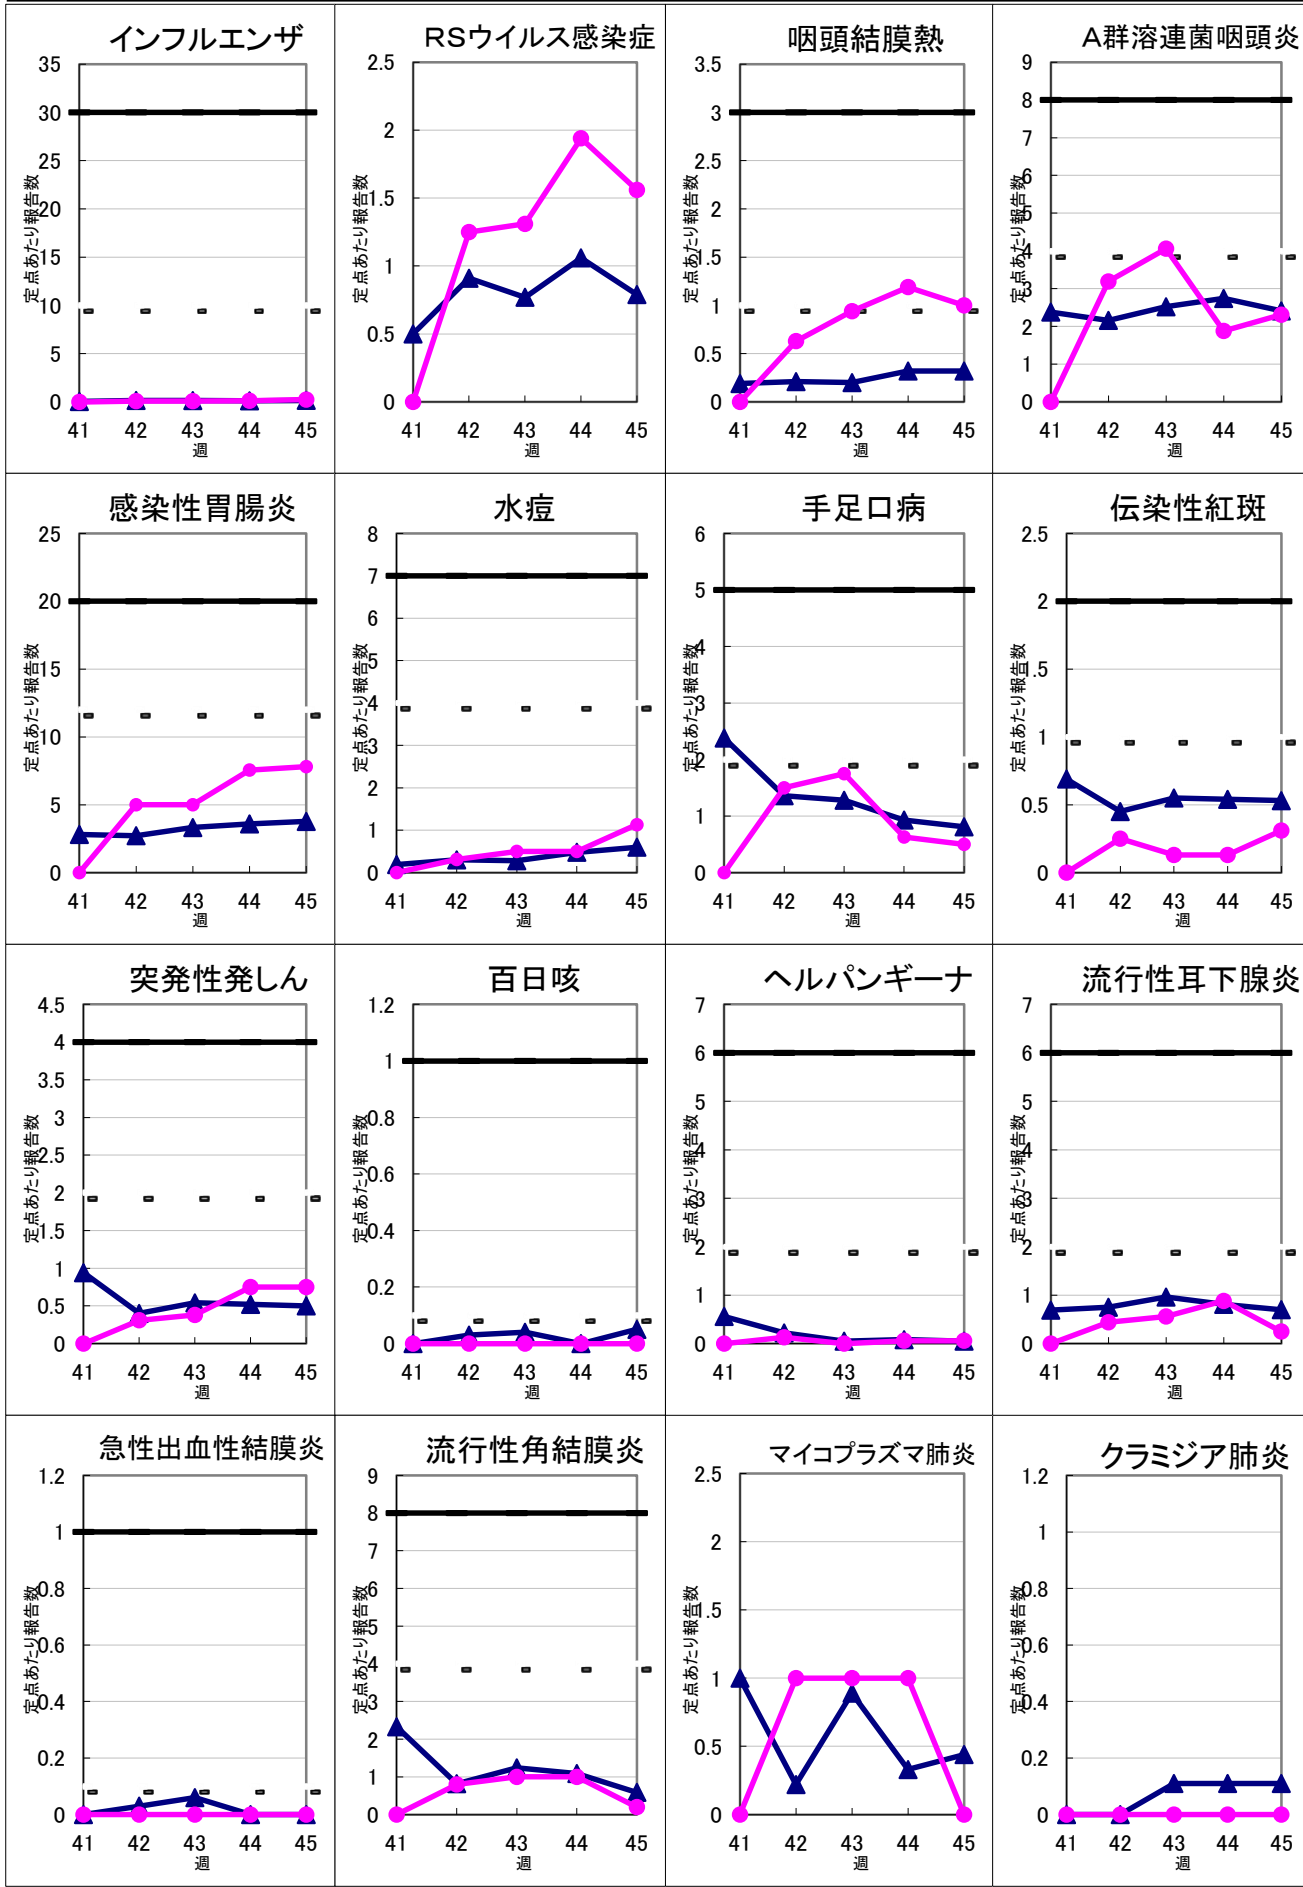 インフルエンザ
35
30
25
20
15
10
5
0
定点あたり報告数
41 42 43 44 45
週
RSウイルス感染症
2.5
2
1.5
1
0.5
0
定点あたり報告数
41 42 43 44 45
週
咽頭結膜熱
3.5
3
2.5
2
1.5
1
0.5
0
定点あたり報告数
41 42 43 44 45
週
A群溶連菌咽頭炎
9
8
7
6
5
4
3
2
1
0
定点あたり報告数
41 42 43 44 45
週
感染性胃腸炎
25
20
15
10
5
0
定点あたり報告数
41 42 43 44 45
週
水痘
8
7
6
5
4
3
2
1
0
定点あたり報告数
41 42 43 44 45
週
手足口病
6
5
4
3
2
1
0
定点あたり報告数
41 42 43 44 45
週
伝染性紅斑
2.5
2
1.5
1
0.5
0
定点あたり報告数
41 42 43 44 45
週
突発性発しん
4.5
4
3.5
3
2.5
2
1.5
1
0.5
0
定点あたり報告数
41 42 43 44 45
週
百日咳
1.2
1
0.8
0.6
0.4
0.2
0
定点あたり報告数
41 42 43 44 45
週
ヘルパンギーナ
7
6
5
4
3
2
1
0
定点あたり報告数
41 42 43 44 45
週
流行性耳下腺炎
7
6
5
4
3
2
1
0
定点あたり報告数
41 42 43 44 45
週
急性出血性結膜炎
1.2
1
0.8
0.6
0.4
0.2
0
定点あたり報告数
41 42 43 44 45
週
流行性角結膜炎
9
8
7
6
5
4
3
2
1
0
定点あたり報告数
41 42 43 44 45
週
マイコプラズマ肺炎
2.5
2
1.5
1
0.5
0
定点あたり報告数
41 42 43 44 45
週
クラミジア肺炎
1.2
1
0.8
0.6
0.4
0.2
0
定点あたり報告数
41 42 43 44 45
週